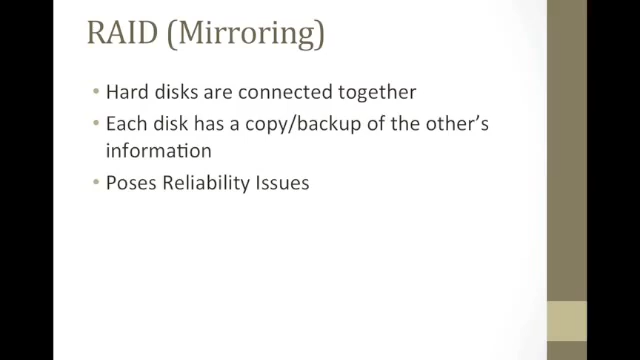 RAID (Mirroring)
• Hard disks are connected together
• Each disk has a copy/backup of the other's
information
• Poses Reliability Issues